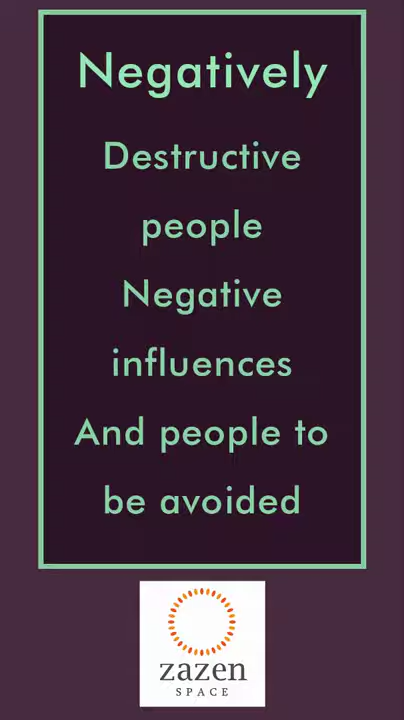 Negatively
Destructive
people
Negative
influences
And people to
be avoided
zazen
SPACE